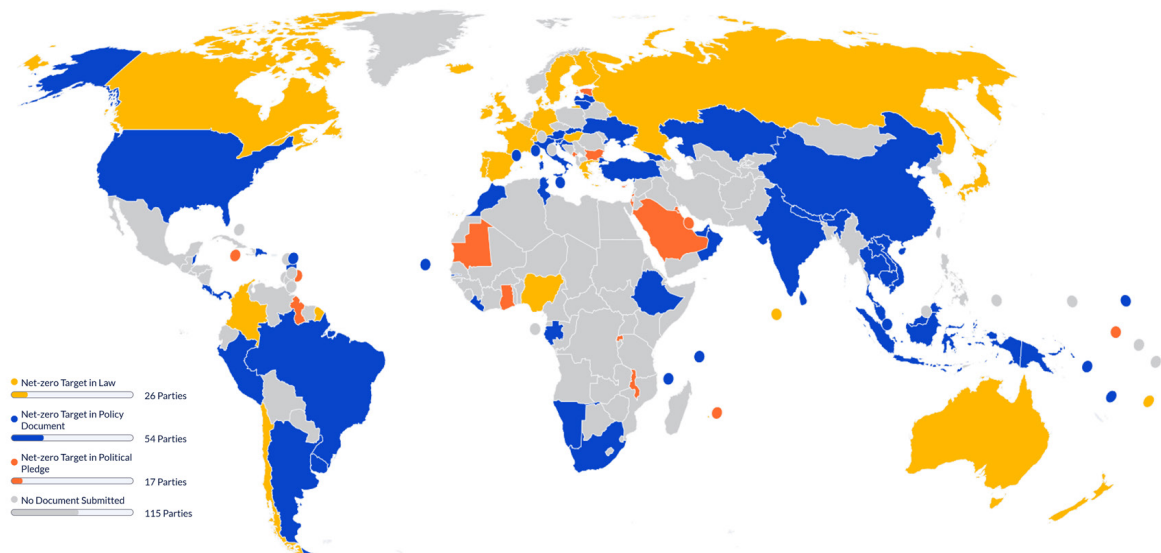 Net-zero Target in Law
26 Parties
Net-zero Target in Policy
Document
54 Parties
Net-zero Target in Political
Pledge
17 Parties
No Document Submitted
115 Parties